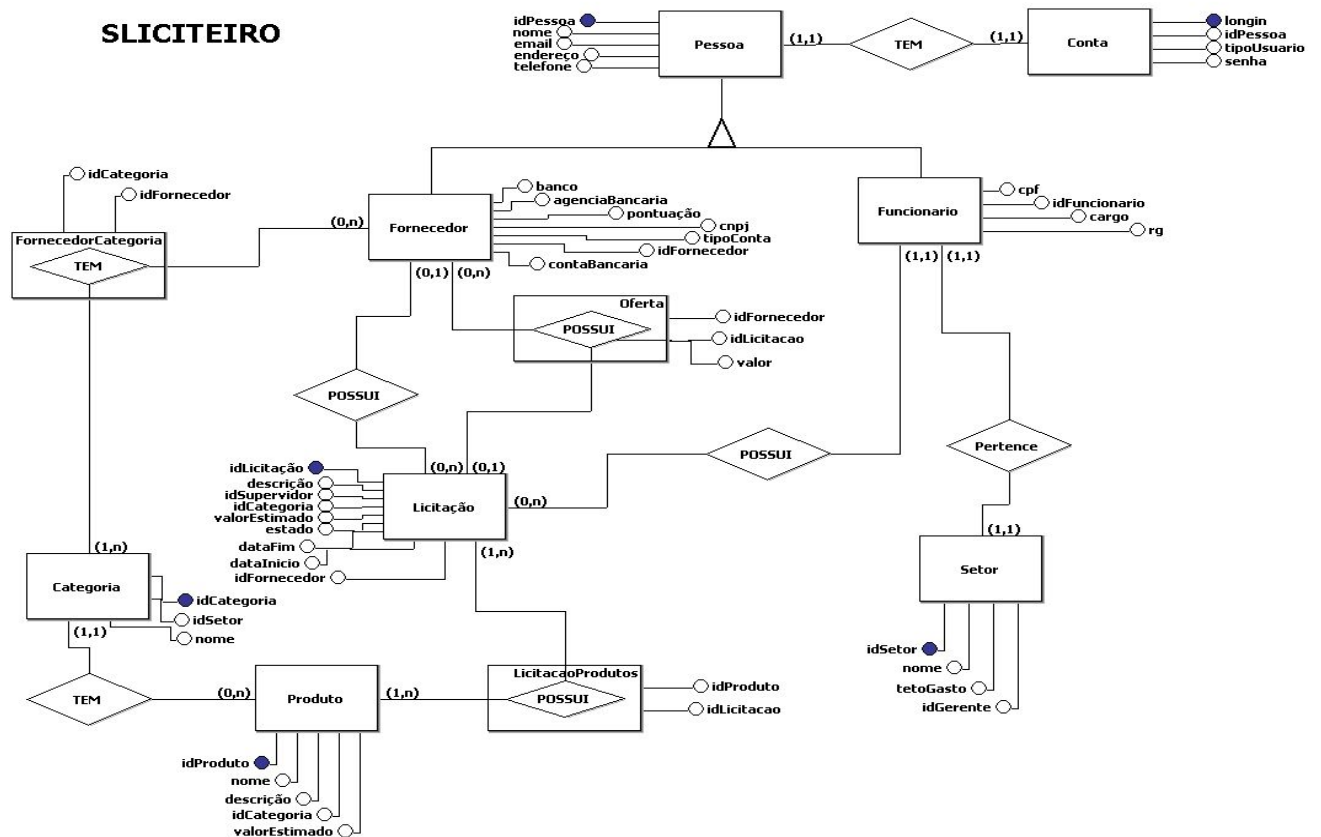 SLICITEIRO
idPessoa
nome
email
endereço
telefone
Pessoa
(1,1)
TEM
(1,1)
Conta
longin
idPessoa
tipoUsuario
senha
idCategoria
idFornecedor
FornecedorCategoria
TEM
(0,n)
Fornecedor
banco
agenciaBancaria
pontuação
cnpj
tipoConta
idFornecedor
contaBancaria
(0,1)
(0,n)
Funcionario
cpf
idFuncionario
cargo
rg
(1,1)
(1,1)
Oferta
POSSUI
idFornecedor
idLicitacao
valor
POSSUI
POSSUI
Pertence
idLicitação
descrição
idSupervidor
idCategoria
valorEstimado
estado
dataFim
dataInicio
idFornecedor
(0,n)
(0,1)
Licitação
(0,n)
(1,n)
(1,1)
Setor
idSetor
nome
tetoGasto
idGerente
(1,n)
Categoria
idCategoria
idSetor
nome
(1,1)
TEM
(0,n)
Produto
(1,n)
LicitacaoProdutos
POSSUI
idProduto
idLicitacao
idProduto
nome
descrição
idCategoria
valorEstimado